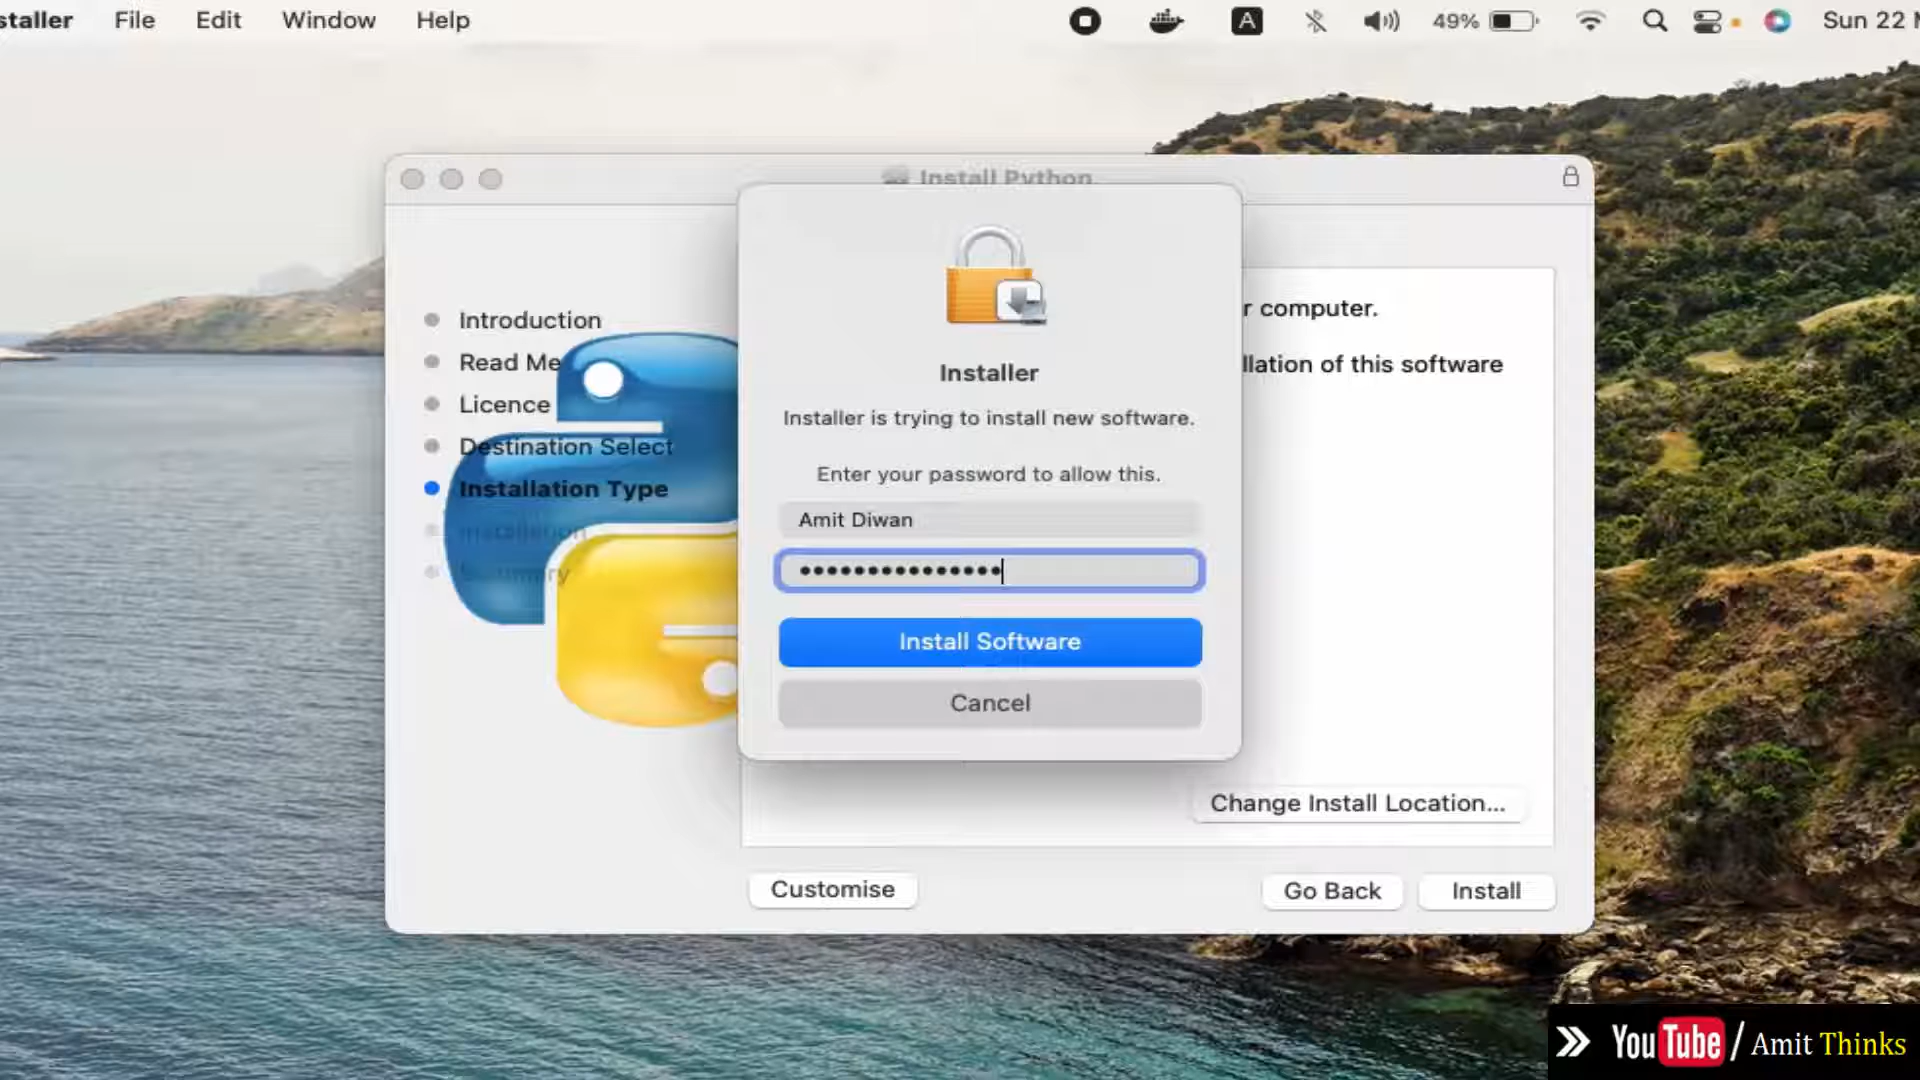 staller File Edit Window Help A 49% Sun 22
Install Python
Introduction
Read Me
Licence
Destination Select
Installation Type
Installation
Summary
r computer.
llation of this software
Installer
Installer is trying to install new software.
Enter your password to allow this.
Amit Diwan
•••••••••••••••
Install Software
Cancel
Change Install Location...
Customise
Go Back
Install
YouTube / Amit Thinks